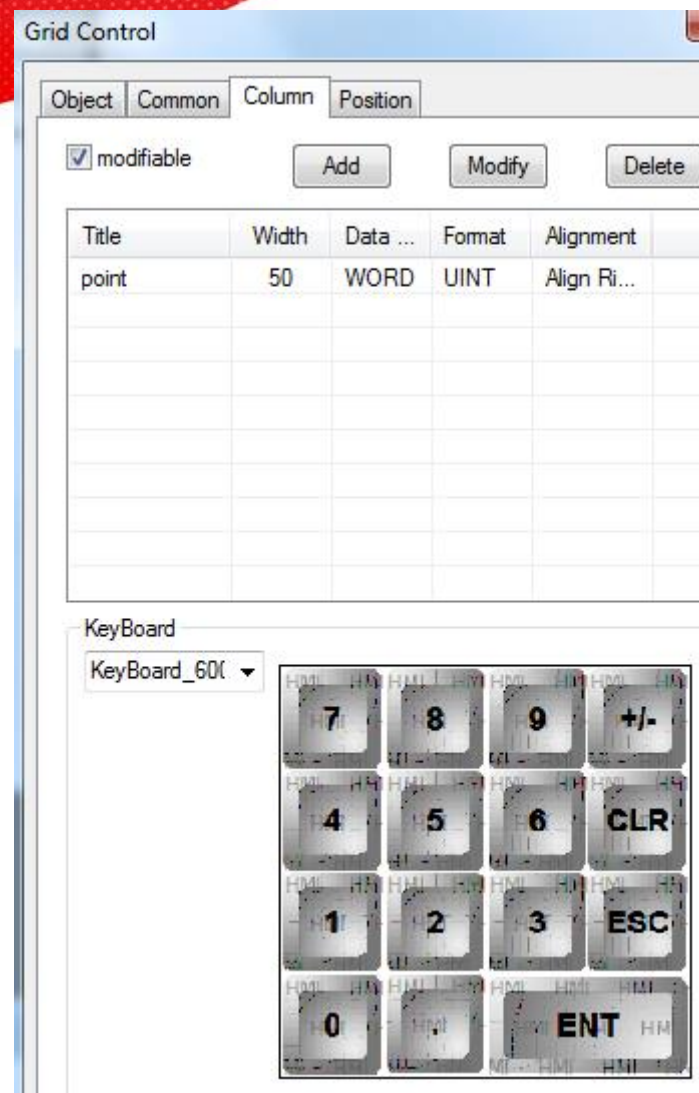 Grid Control
Object Common Column Position
modifiable Add Modify Delete
Title Width Data ... Format Alignment
point 50 WORD UINT Align Ri...
KeyBoard
KeyBoard_60(
7 8 9 +/-
4 5 6 CLR
1 2 3 ESC
0 . ENT